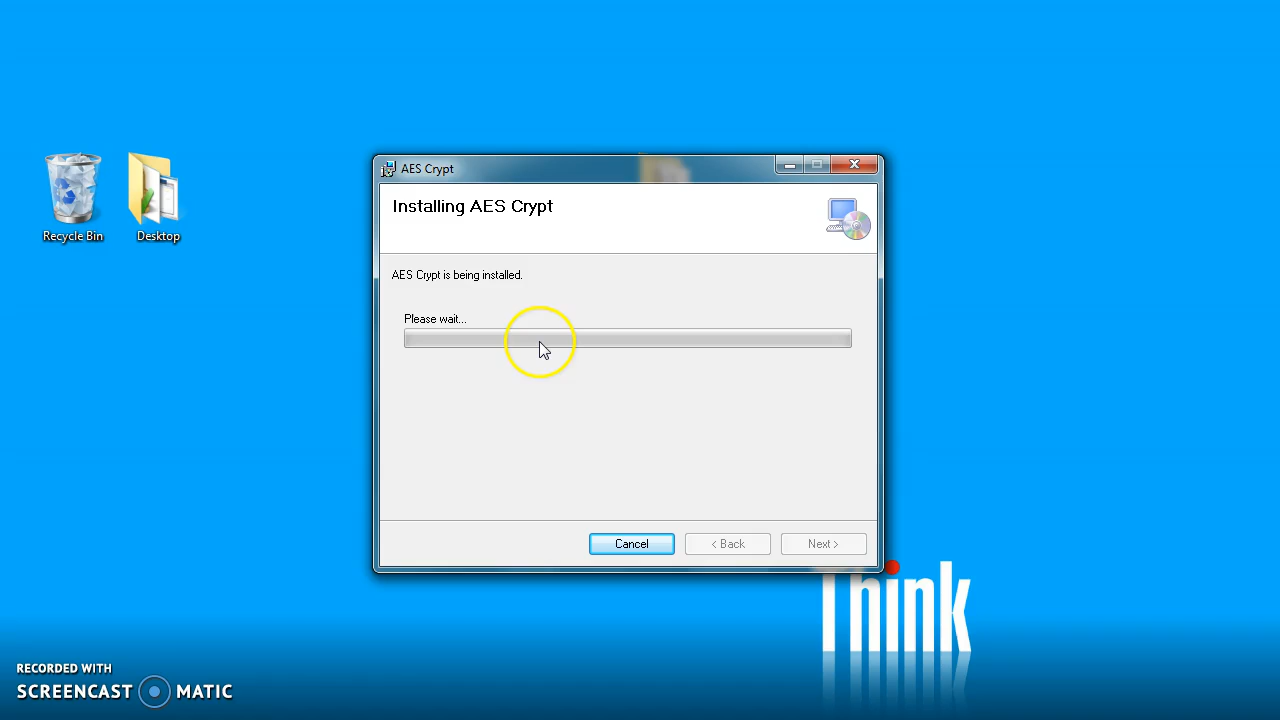 Recycle Bin
Desktop
AES Crypt
Installing AES Crypt
AES Crypt is being installed.
Please wait...
Cancel
< Back
Next >
Think
RECORDED WITH
SCREENCAST MATIC